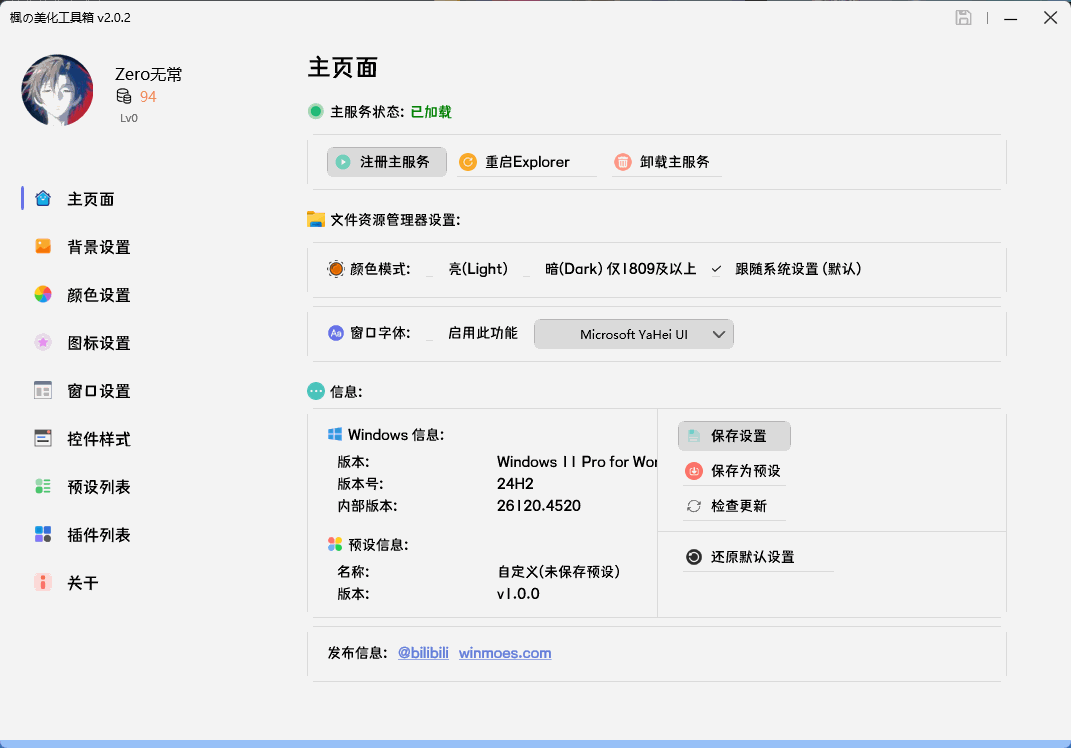 楓の美化工具箱 v2.0.2
Zero无常
94
Lv0
主页面
背景设置
颜色设置
图标设置
窗口设置
控件样式
预设列表
插件列表
关于
主页面
主服务状态: 已加载
注册主服务 重启Explorer 卸载主服务
文件资源管理器设置:
颜色模式: 亮(Light) 暗(Dark) 仅1809及以上 跟随系统设置 (默认)
Aa 窗口字体: 启用此功能 Microsoft YaHei UI
信息:
Windows 信息:
版本: Windows 11 Pro for Wor
版本号: 24H2
内部版本: 26120.4520
预设信息:
名称: 自定义(未保存预设)
版本: v1.0.0
保存设置
保存为预设
检查更新
还原默认设置
发布信息: @bilibili winmoes.com